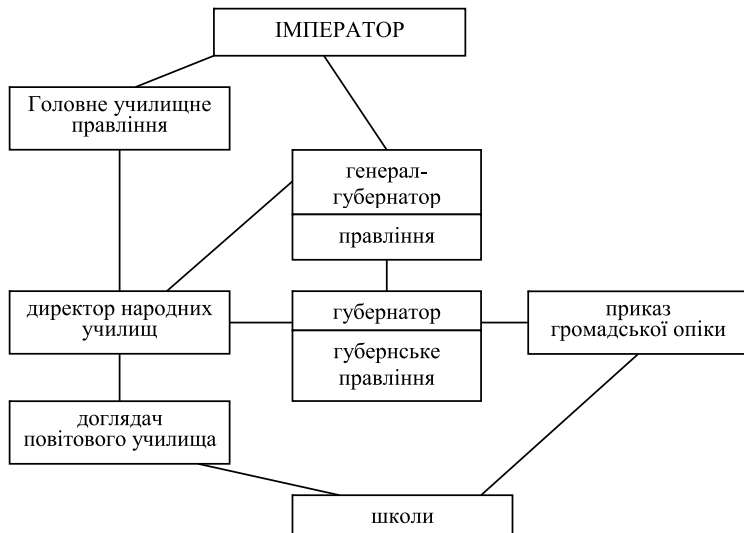 ІМПЕРАТОР
Головне училищне
правління
генерал-
губернатор
правління
директор народних
училищ
губернатор
губернське
правління
приказ
громадської опіки
доглядач
повітового училища
школи